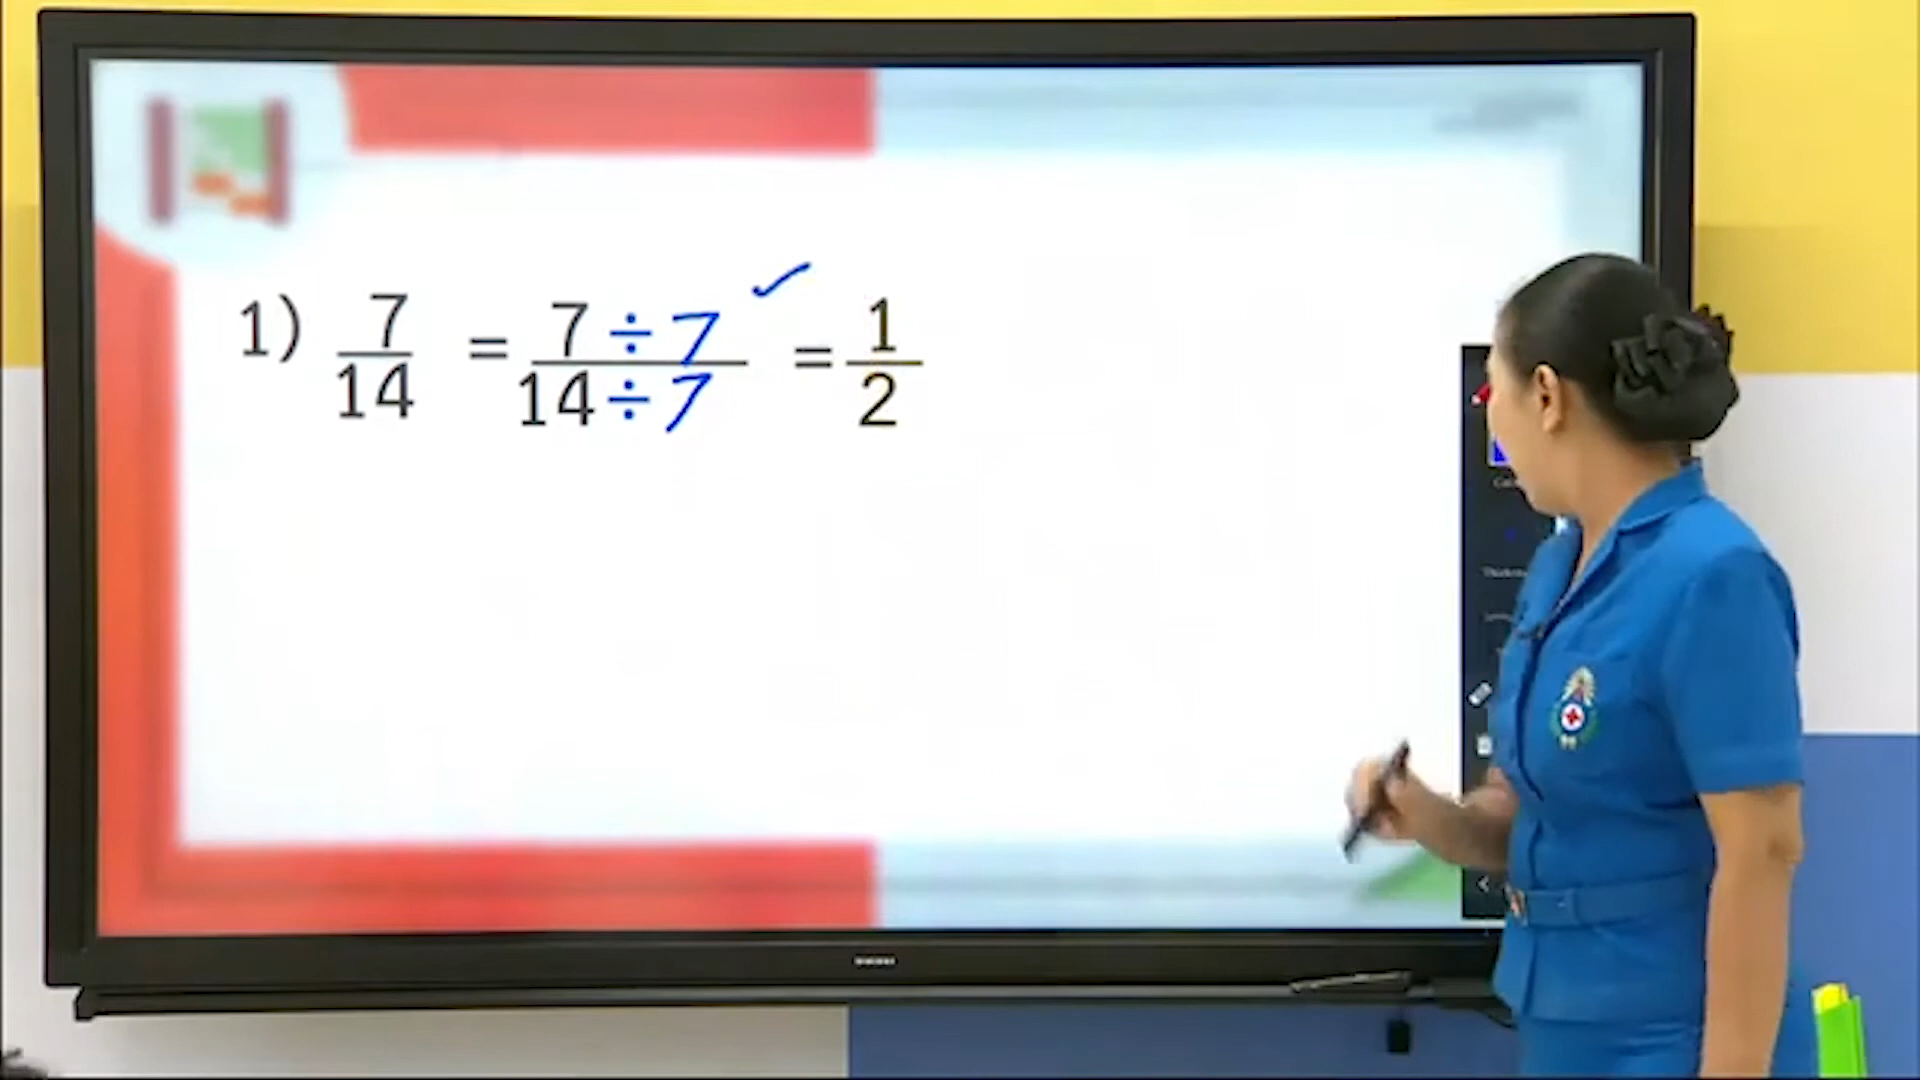 1) 7/14 = 7 ÷ 7/14 ÷ 7 = 1/2 ✓